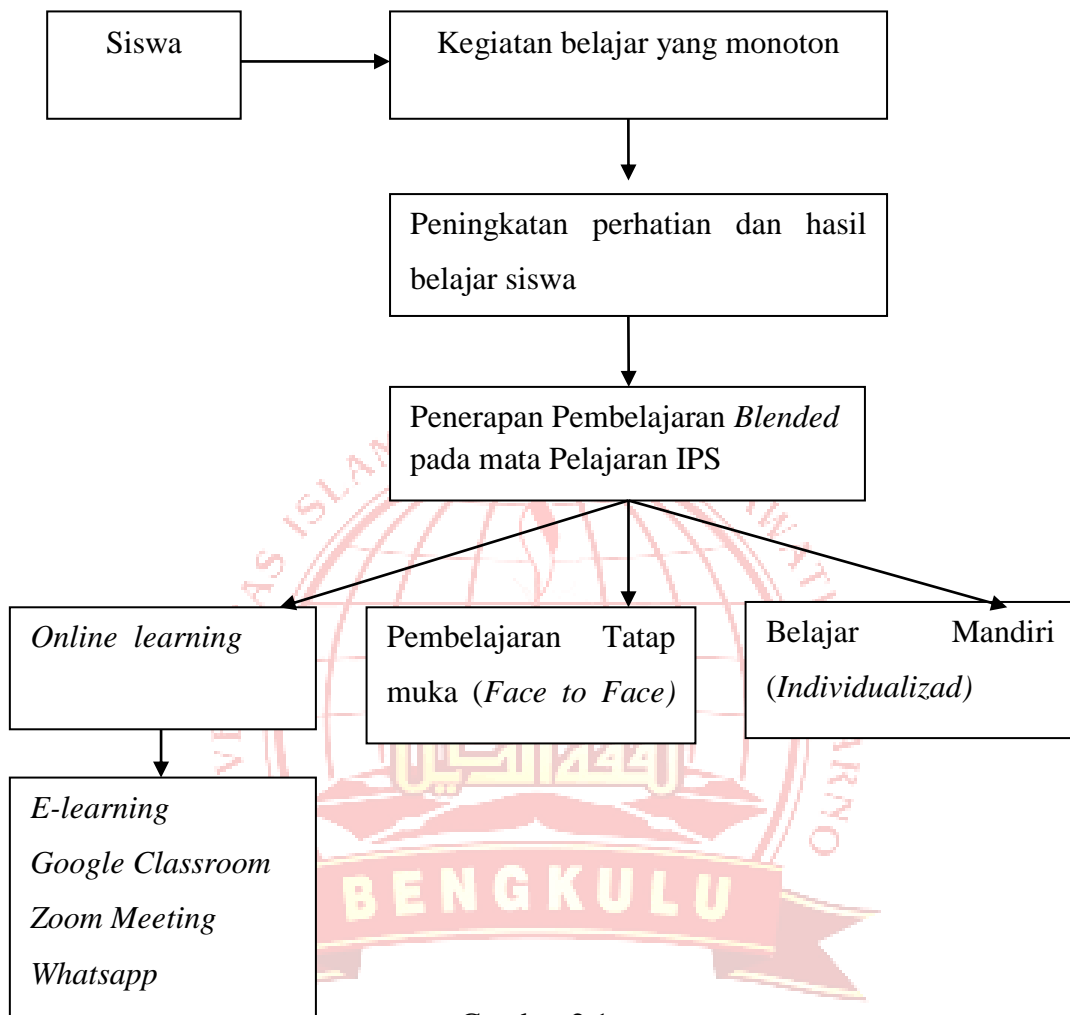 Siswa
Kegiatan belajar yang monoton
Peningkatan perhatian dan hasil
belajar siswa
Penerapan Pembelajaran Blended
pada mata Pelajaran IPS
Online learning
Pembelajaran Tatap
muka (Face to Face)
Belajar Mandiri
(Individualizad)
E-learning
Google Classroom
Zoom Meeting
Whatsapp
BENGKULU